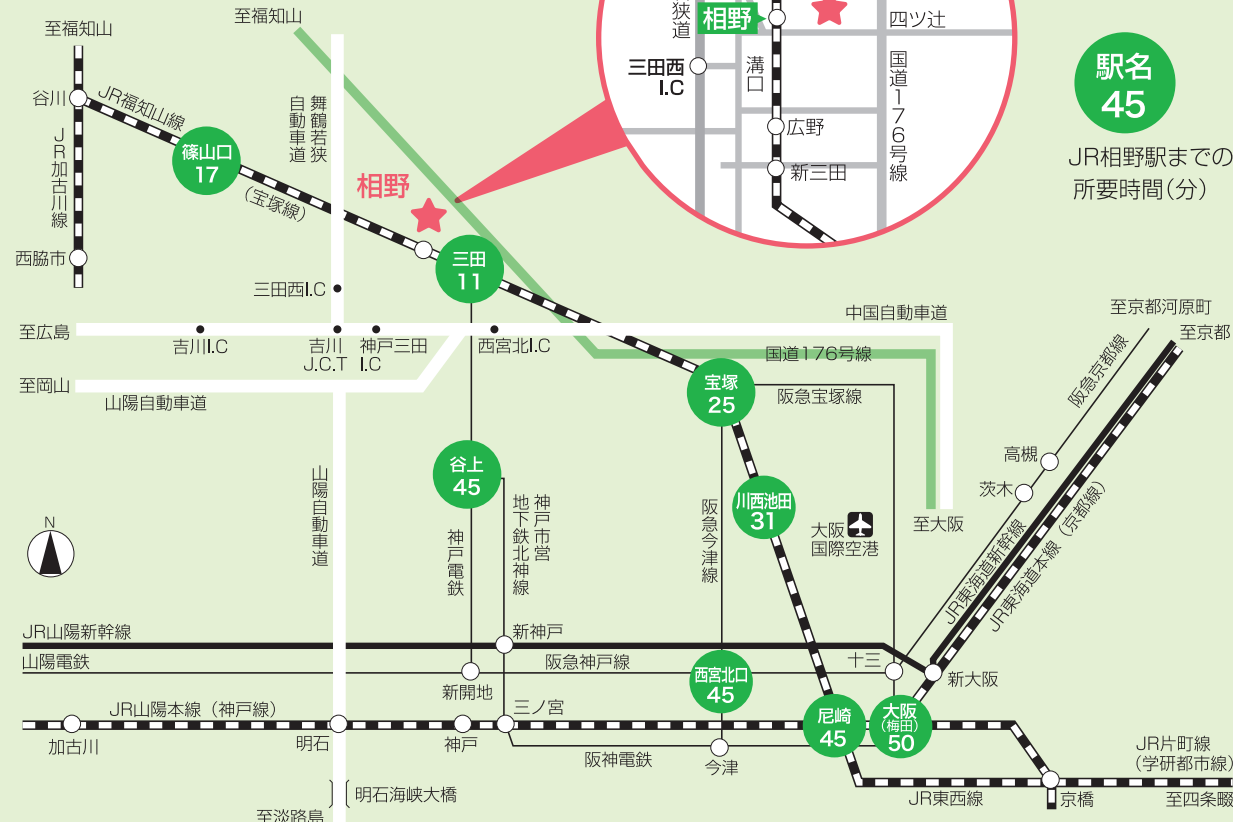 至福知山
至福知山
谷川
JR福知山線
JR加古川線
舞鶴若狭
自動車道
篠山口
17
(宝塚線)
西脇市
相野
三田
11
狭道
相野
四ツ辻
三田西
I.C
溝口
国道176号線
広野
新三田
駅名
45
JR相野駅までの
所要時間(分)
三田西I.C
至広島
吉川I.C
吉川
J.C.T
神戸三田
I.C
西宮北I.C
中国自動車道
国道176号線
至岡山
山陽自動車道
宝塚
25
阪急宝塚線
至京都河原町
至京都
阪急京都線
高槻
茨木
谷上
45
川西池田
31
山陽自動車道
神戸電鉄
神戸市営
地下鉄北神線
阪急今津線
大阪
国際空港
至大阪
JR東海道新幹線
JR東海道本線(京都線)
N
JR山陽新幹線
新神戸
山陽電鉄
阪急神戸線
新開地
西宮北口
45
十三
新大阪
JR山陽本線(神戸線)
三ノ宮
加古川
明石
神戸
尼崎
45
大阪
(梅田)
50
阪神電鉄
今津
JR片町線
(学研都市線)
JR東西線
京橋
至四条畷
明石海峡大橋
至淡路島